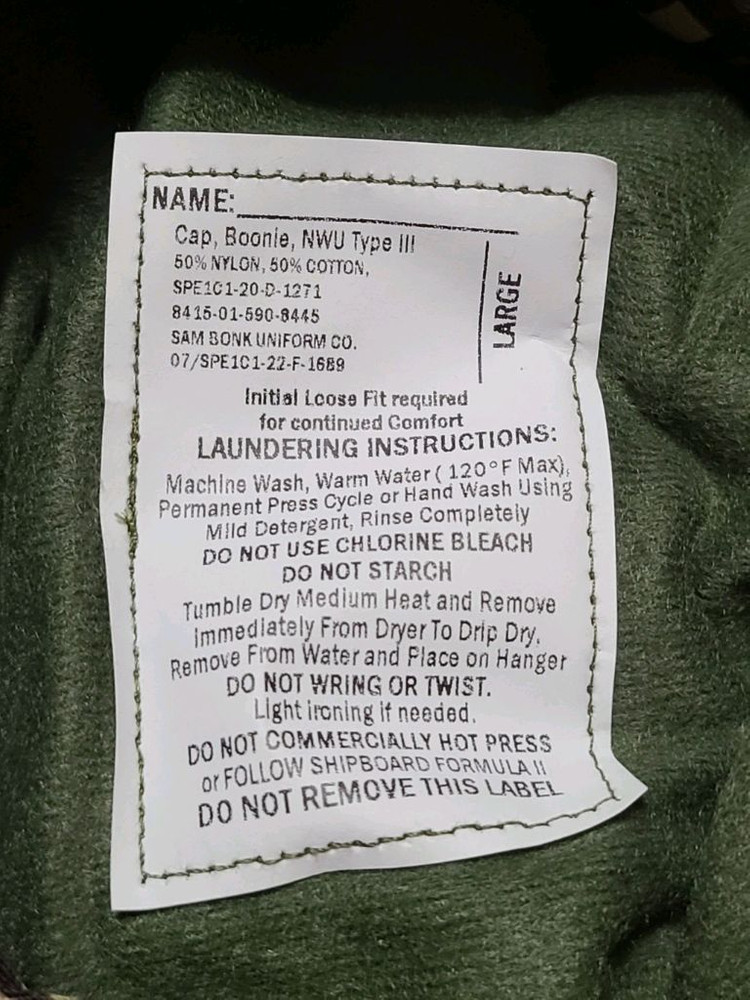 NAME:
Cap, Boonie, NWU Type III
50% NYLON, 50% COTTON,
SPE1C1-20-D-1271
8415-01-590-8445
SAM BONK UNIFORM CO.
07/SPE1C1-22-F-1689
LARGE
Initial Loose Fit required
for continued Comfort
LAUNDERING INSTRUCTIONS:
Machine Wash, Warm Water ( 120°F Max),
Permanent Press Cycle or Hand Wash Using
Mild Detergent, Rinse Completely
DO NOT USE CHLORINE BLEACH
DO NOT STARCH
Tumble Dry Medium Heat and Remove
Immediately From Dryer To Drip Dry,
Remove From Water and Place on Hanger
DO NOT WRING OR TWIST.
Light ironing if needed.
DO NOT COMMERCIALLY HOT PRESS
or FOLLOW SHIPBOARD FORMULA II
DO NOT REMOVE THIS LABEL